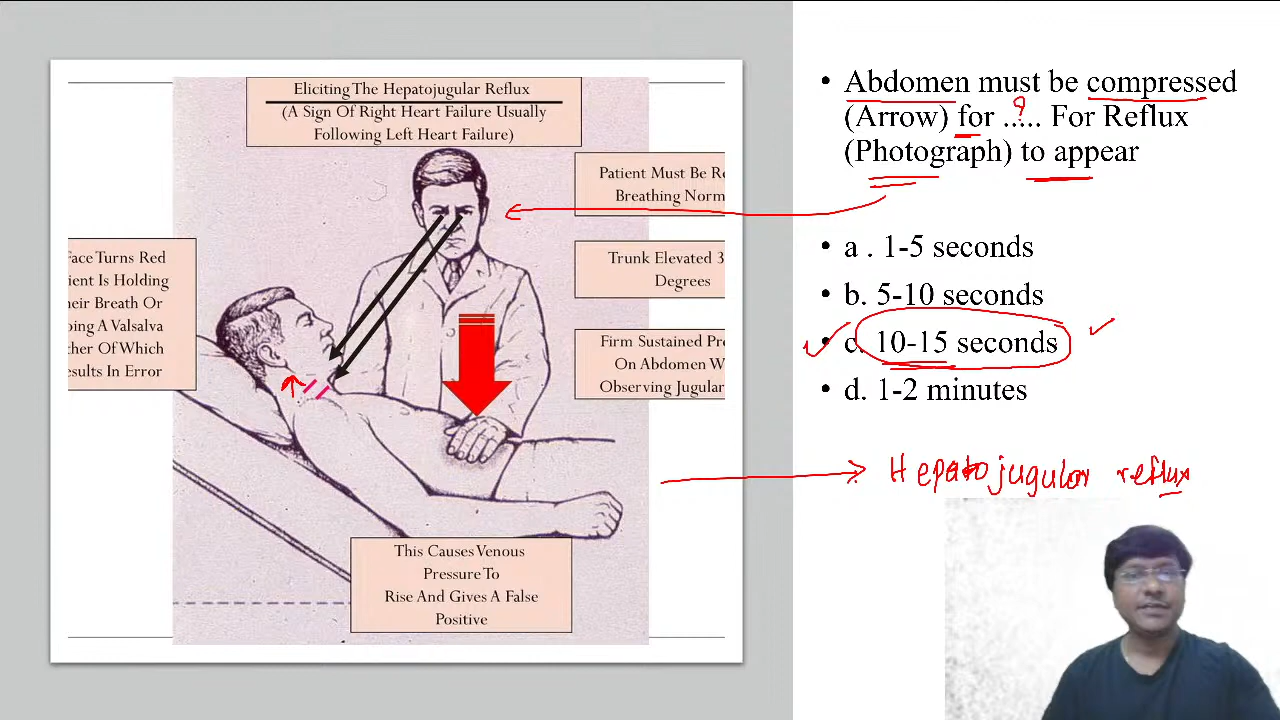 Eliciting The Hepatojugular Reflux
(A Sign Of Right Heart Failure Usually
Following Left Heart Failure)
Patient Must Be Re
Breathing Norm
Trunk Elevated 3
Degrees
Firm Sustained Pre
On Abdomen W
Observing Jugular
Face Turns Red
ient Is Holding
heir Breath Or
ing A Valsalva
ther Of Which
esults In Error
This Causes Venous
Pressure To
Rise And Gives A False
Positive
• Abdomen must be compressed
(Arrow) for ..?... For Reflux
(Photograph) to appear
• a . 1-5 seconds
• b. 5-10 seconds
• c. 10-15 seconds
• d. 1-2 minutes
Hepatojugular reflux